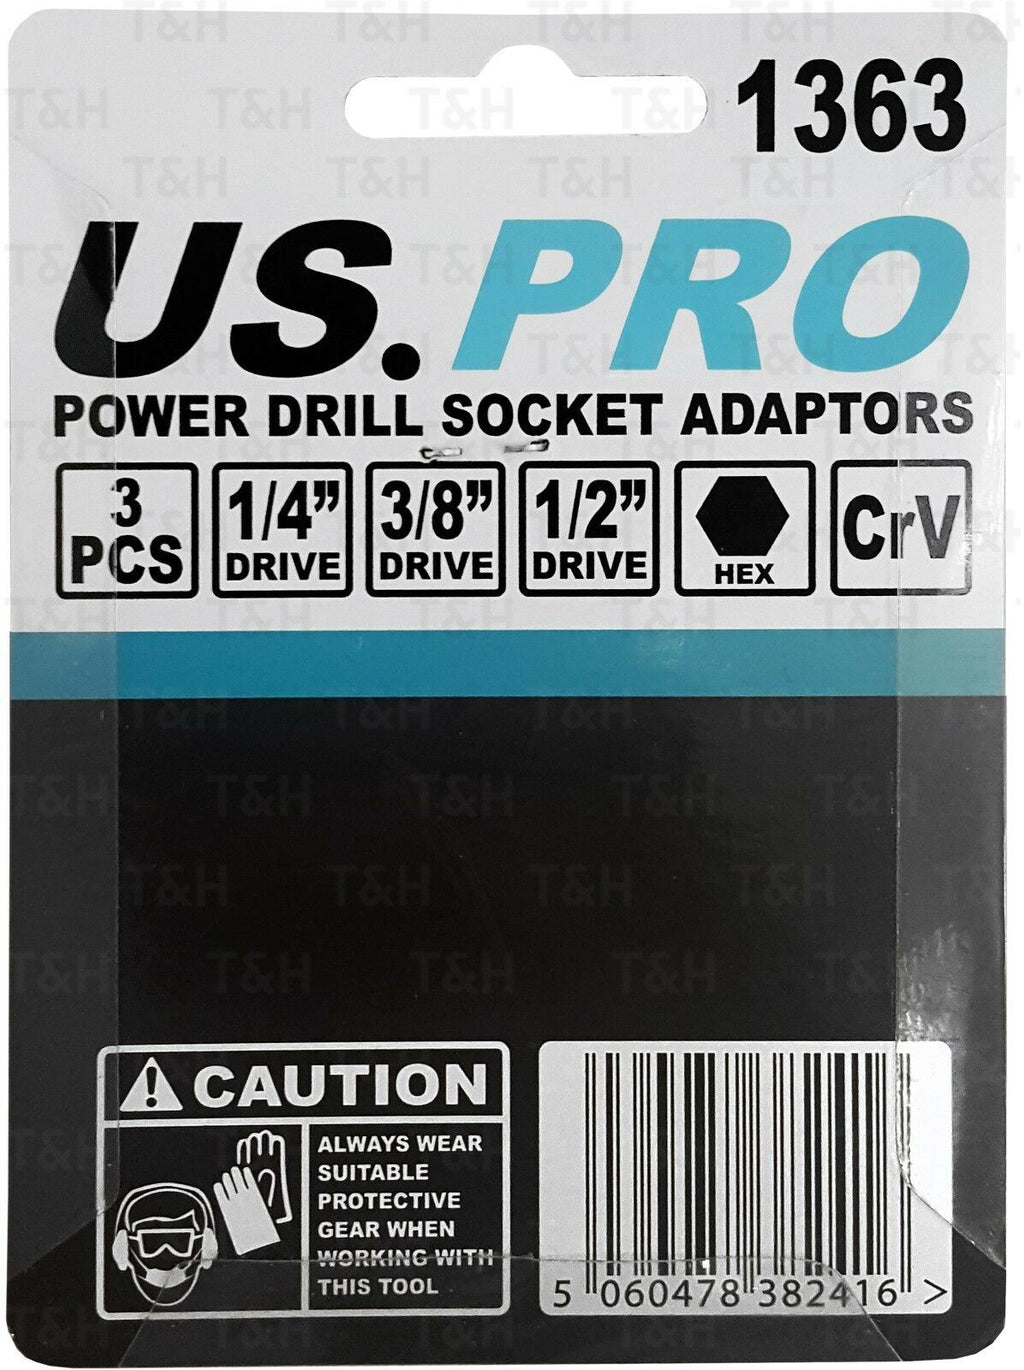 1363
US.PRO
POWER DRILL SOCKET ADAPTORS
3
PCS
1/4”
DRIVE
3/8”
DRIVE
1/2”
DRIVE
HEX
CrV
CAUTION
ALWAYS WEAR
SUITABLE
PROTECTIVE
GEAR WHEN
WORKING WITH
THIS TOOL
5 060478 382416 >
T&H